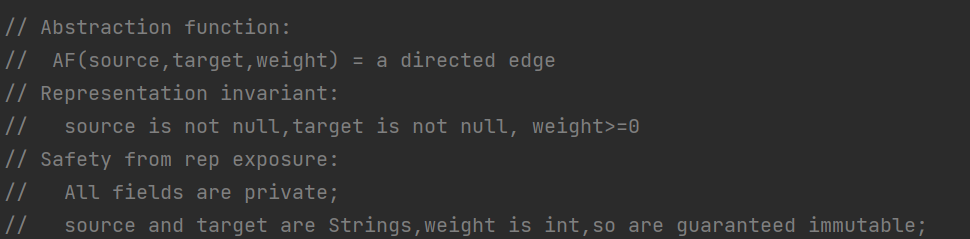 // Abstraction function:
//  AF(source,target,weight) = a directed edge
// Representation invariant:
//   source is not null,target is not null, weight>=0
// Safety from rep exposure:
//   All fields are private;
//   source and target are Strings,weight is int,so are guaranteed immutable;